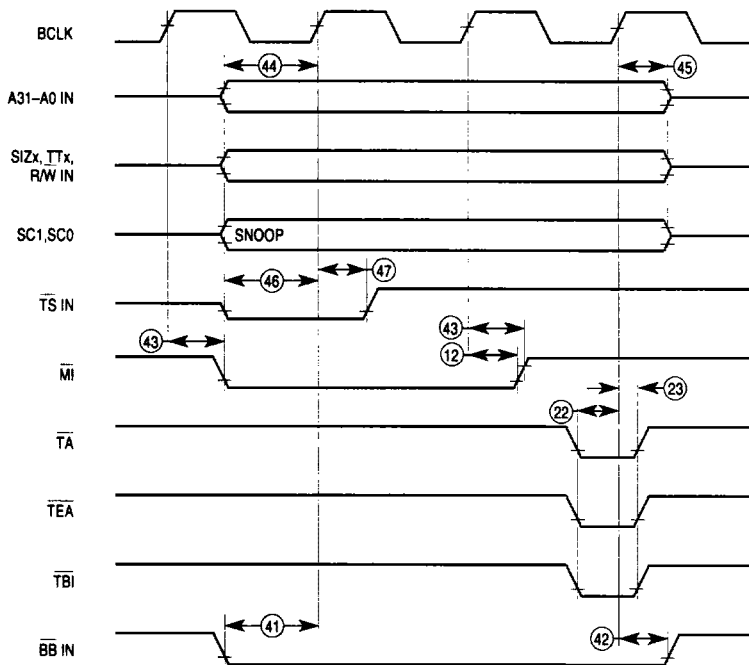 BCLK
44
45
A31–A0 IN
SIZx, TTx,
R/W IN
SC1,SC0
SNOOP
46
47
TS IN
43
43
12
MI
22
23
TA
TEA
TBI
41
42
BB IN